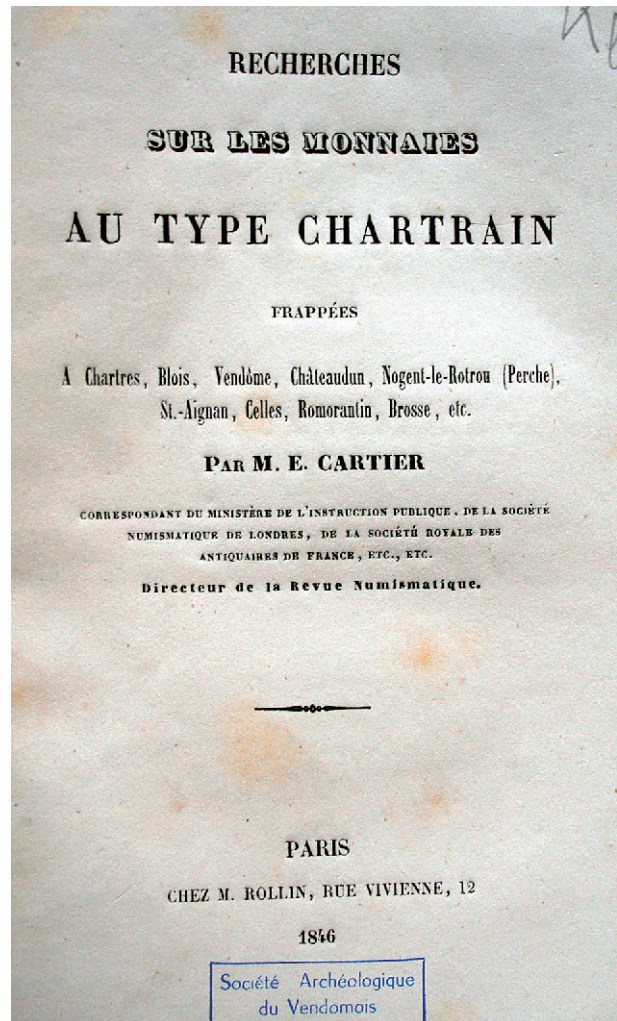 RECHERCHES
SUR LES MONNAIES
AU TYPE CHARTRAIN
FRAPPÉES
A Chartres, Blois, Vendôme, Châteaudun, Nogent-le-Rotrou (Perche),
St.-Aignan, Celles, Romorantin, Brosse, etc.
PAR M. E. CARTIER
CORRESPONDANT DU MINISTÈRE DE L'INSTRUCTION PUBLIQUE, DE LA SOCIÉTÉ
NUMISMATIQUE DE LONDRES, DE LA SOCIÉTÉ ROYALE DES
ANTIQUAIRES DE FRANCE, ETC., ETC.
Directeur de la Revue Numismatique.
PARIS
CHEZ M. ROLLIN, RUE VIVIENNE, 12
1846
Société Archéologique
du Vendomois